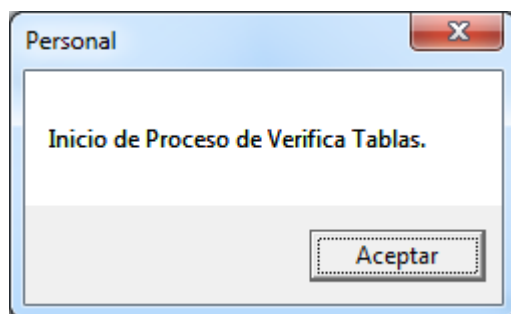 Personal
Inicio de Proceso de Verifica Tablas.
Aceptar